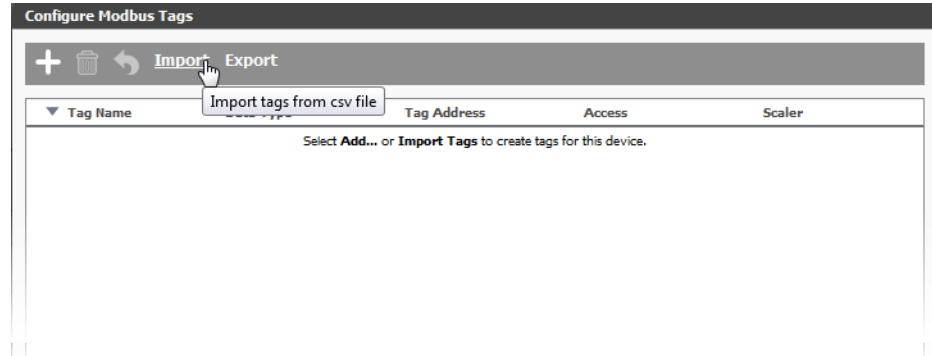 Configure Modbus Tags
Import Export
Import tags from csv file
Tag Name Tag Address Access Scaler
Select Add... or Import Tags to create tags for this device.